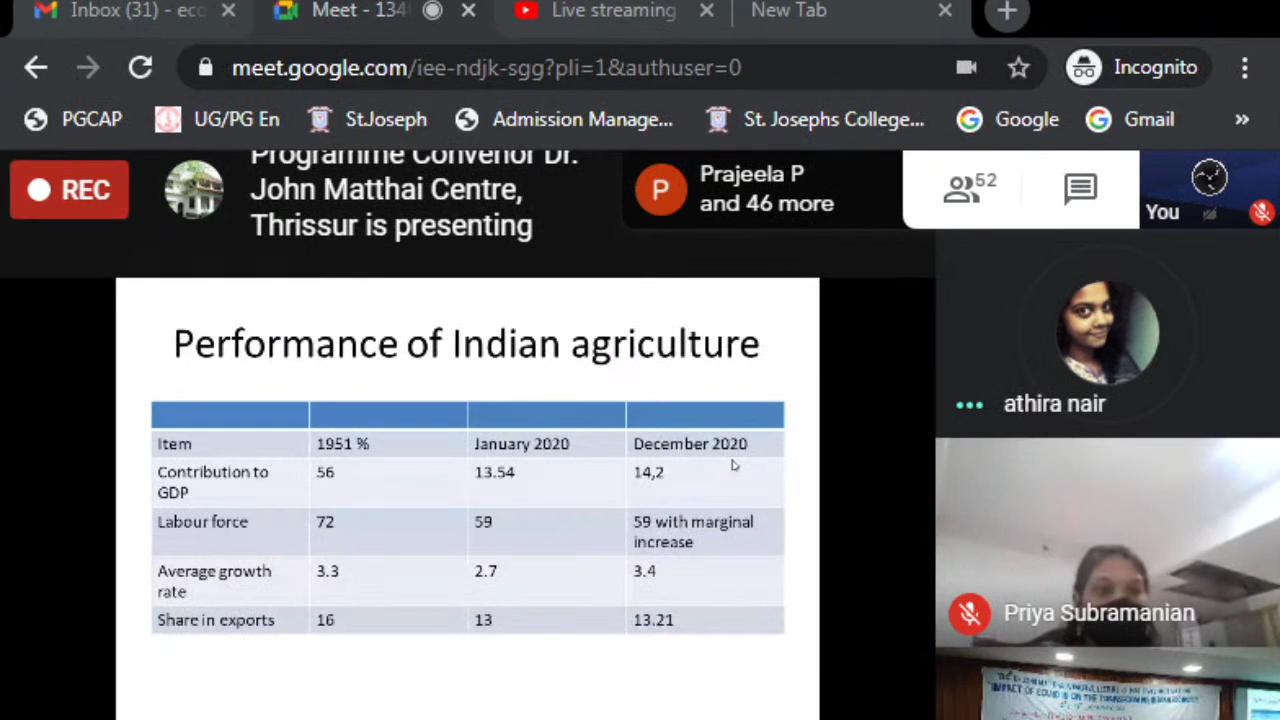 Inbox (31) - ec
Meet - 134
Live streaming
New Tab
meet.google.com/iee-ndjk-sgg?pli=1&authuser=0
Incognito
PGCAP
UG/PG En
St.Joseph
Admission Manage...
St. Josephs College...
Google
Gmail
»
REC
Programme Convenor Dr.
John Matthai Centre,
Thrissur is presenting
P
Prajeela P
and 46 more
52
You
Performance of Indian agriculture
Item 1951 % January 2020 December 2020
Contribution to 56 13.54 14,2
GDP
Labour force 72 59 59 with marginal
increase
Average growth 3.3 2.7 3.4
rate
Share in exports 16 13 13.21
athira nair
Priya Subramanian
IMPACT OF COVID ON THE